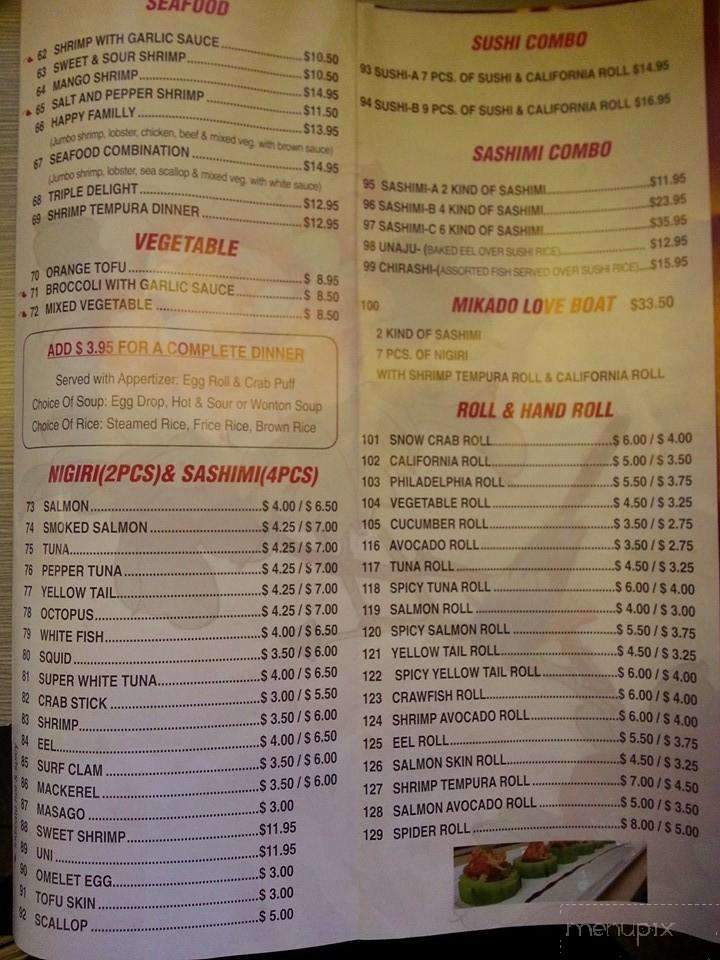 SEAFOOD
62 SHRIMP WITH GARLIC SAUCE $10.50
63 SWEET & SOUR SHRIMP $10.50
64 MANGO SHRIMP $14.95
65 SALT AND PEPPER SHRIMP $11.50
66 HAPPY FAMILLY $13.95
(Jumbo shrimp, lobster, chicken, beef & mixed veg. with brown sauce)
67 SEAFOOD COMBINATION $14.95
(Jumbo shrimp, lobster, sea scallop & mixed veg. with white sauce)
68 TRIPLE DELIGHT $12.95
69 SHRIMP TEMPURA DINNER $12.95
VEGETABLE
70 ORANGE TOFU $ 8.95
71 BROCCOLI WITH GARLIC SAUCE $ 8.50
72 MIXED VEGETABLE $ 8.50
ADD $ 3.95 FOR A COMPLETE DINNER
Served with Appertizer: Egg Roll & Crab Puff
Choice Of Soup: Egg Drop, Hot & Sour or Wonton Soup
Choice Of Rice: Steamed Rice, Frice Rice, Brown Rice
NIGIRI(2PCS)& SASHIMI(4PCS)
73 SALMON $ 4.00 / $ 6.50
74 SMOKED SALMON $ 4.25 / $ 7.00
75 TUNA $ 4.25 / $ 7.00
76 PEPPER TUNA $ 4.25 / $ 7.00
77 YELLOW TAIL $ 4.25 / $ 7.00
78 OCTOPUS $ 4.25 / $ 7.00
79 WHITE FISH $ 4.00 / $ 6.50
80 SQUID $ 3.50 / $ 6.00
81 SUPER WHITE TUNA $ 4.00 / $ 6.50
82 CRAB STICK $ 3.00 / $ 5.50
83 SHRIMP $ 3.50 / $ 6.00
84 EEL $ 4.00 / $ 6.50
85 SURF CLAM $ 3.50 / $ 6.00
86 MACKEREL $ 3.50 / $ 6.00
87 MASAGO $ 3.00
88 SWEET SHRIMP $11.95
89 UNI $11.95
90 OMELET EGG $ 3.00
91 TOFU SKIN $ 3.00
92 SCALLOP $ 5.00
SUSHI COMBO
93 SUSHI-A 7 PCS. OF SUSHI & CALIFORNIA ROLL $14.95
94 SUSHI-B 9 PCS. OF SUSHI & CALIFORNIA ROLL $16.95
SASHIMI COMBO
95 SASHIMI-A 2 KIND OF SASHIMI $11.95
96 SASHIMI-B 4 KIND OF SASHIMI $23.95
97 SASHIMI-C 6 KIND OF SASHIMI $35.95
98 UNAJU- (BAKED EEL OVER SUSHI RICE) $12.95
99 CHIRASHI-(ASSORTED FISH SERVED OVER SUSHI RICE) $15.95
100 MIKADO LOVE BOAT $33.50
2 KIND OF SASHIMI
7 PCS. OF NIGIRI
WITH SHRIMP TEMPURA ROLL & CALIFORNIA ROLL
ROLL & HAND ROLL
101 SNOW CRAB ROLL $ 6.00 / $ 4.00
102 CALIFORNIA ROLL $ 5.00 / $ 3.50
103 PHILADELPHIA ROLL $ 5.50 / $ 3.75
104 VEGETABLE ROLL $ 4.50 / $ 3.25
105 CUCUMBER ROLL $ 3.50 / $ 2.75
116 AVOCADO ROLL $ 3.50 / $ 2.75
117 TUNA ROLL $ 4.50 / $ 3.25
118 SPICY TUNA ROLL $ 6.00 / $ 4.00
119 SALMON ROLL $ 4.00 / $ 3.00
120 SPICY SALMON ROLL $ 5.50 / $ 3.75
121 YELLOW TAIL ROLL $ 4.50 / $ 3.25
122 SPICY YELLOW TAIL ROLL $ 6.00 / $ 4.00
123 CRAWFISH ROLL $ 6.00 / $ 4.00
124 SHRIMP AVOCADO ROLL $ 6.00 / $ 4.00
125 EEL ROLL $ 5.50 / $ 3.75
126 SALMON SKIN ROLL $ 4.50 / $ 3.25
127 SHRIMP TEMPURA ROLL $ 7.00 / $ 4.50
128 SALMON AVOCADO ROLL $ 5.00 / $ 3.50
129 SPIDER ROLL $ 8.00 / $ 5.00
menupix